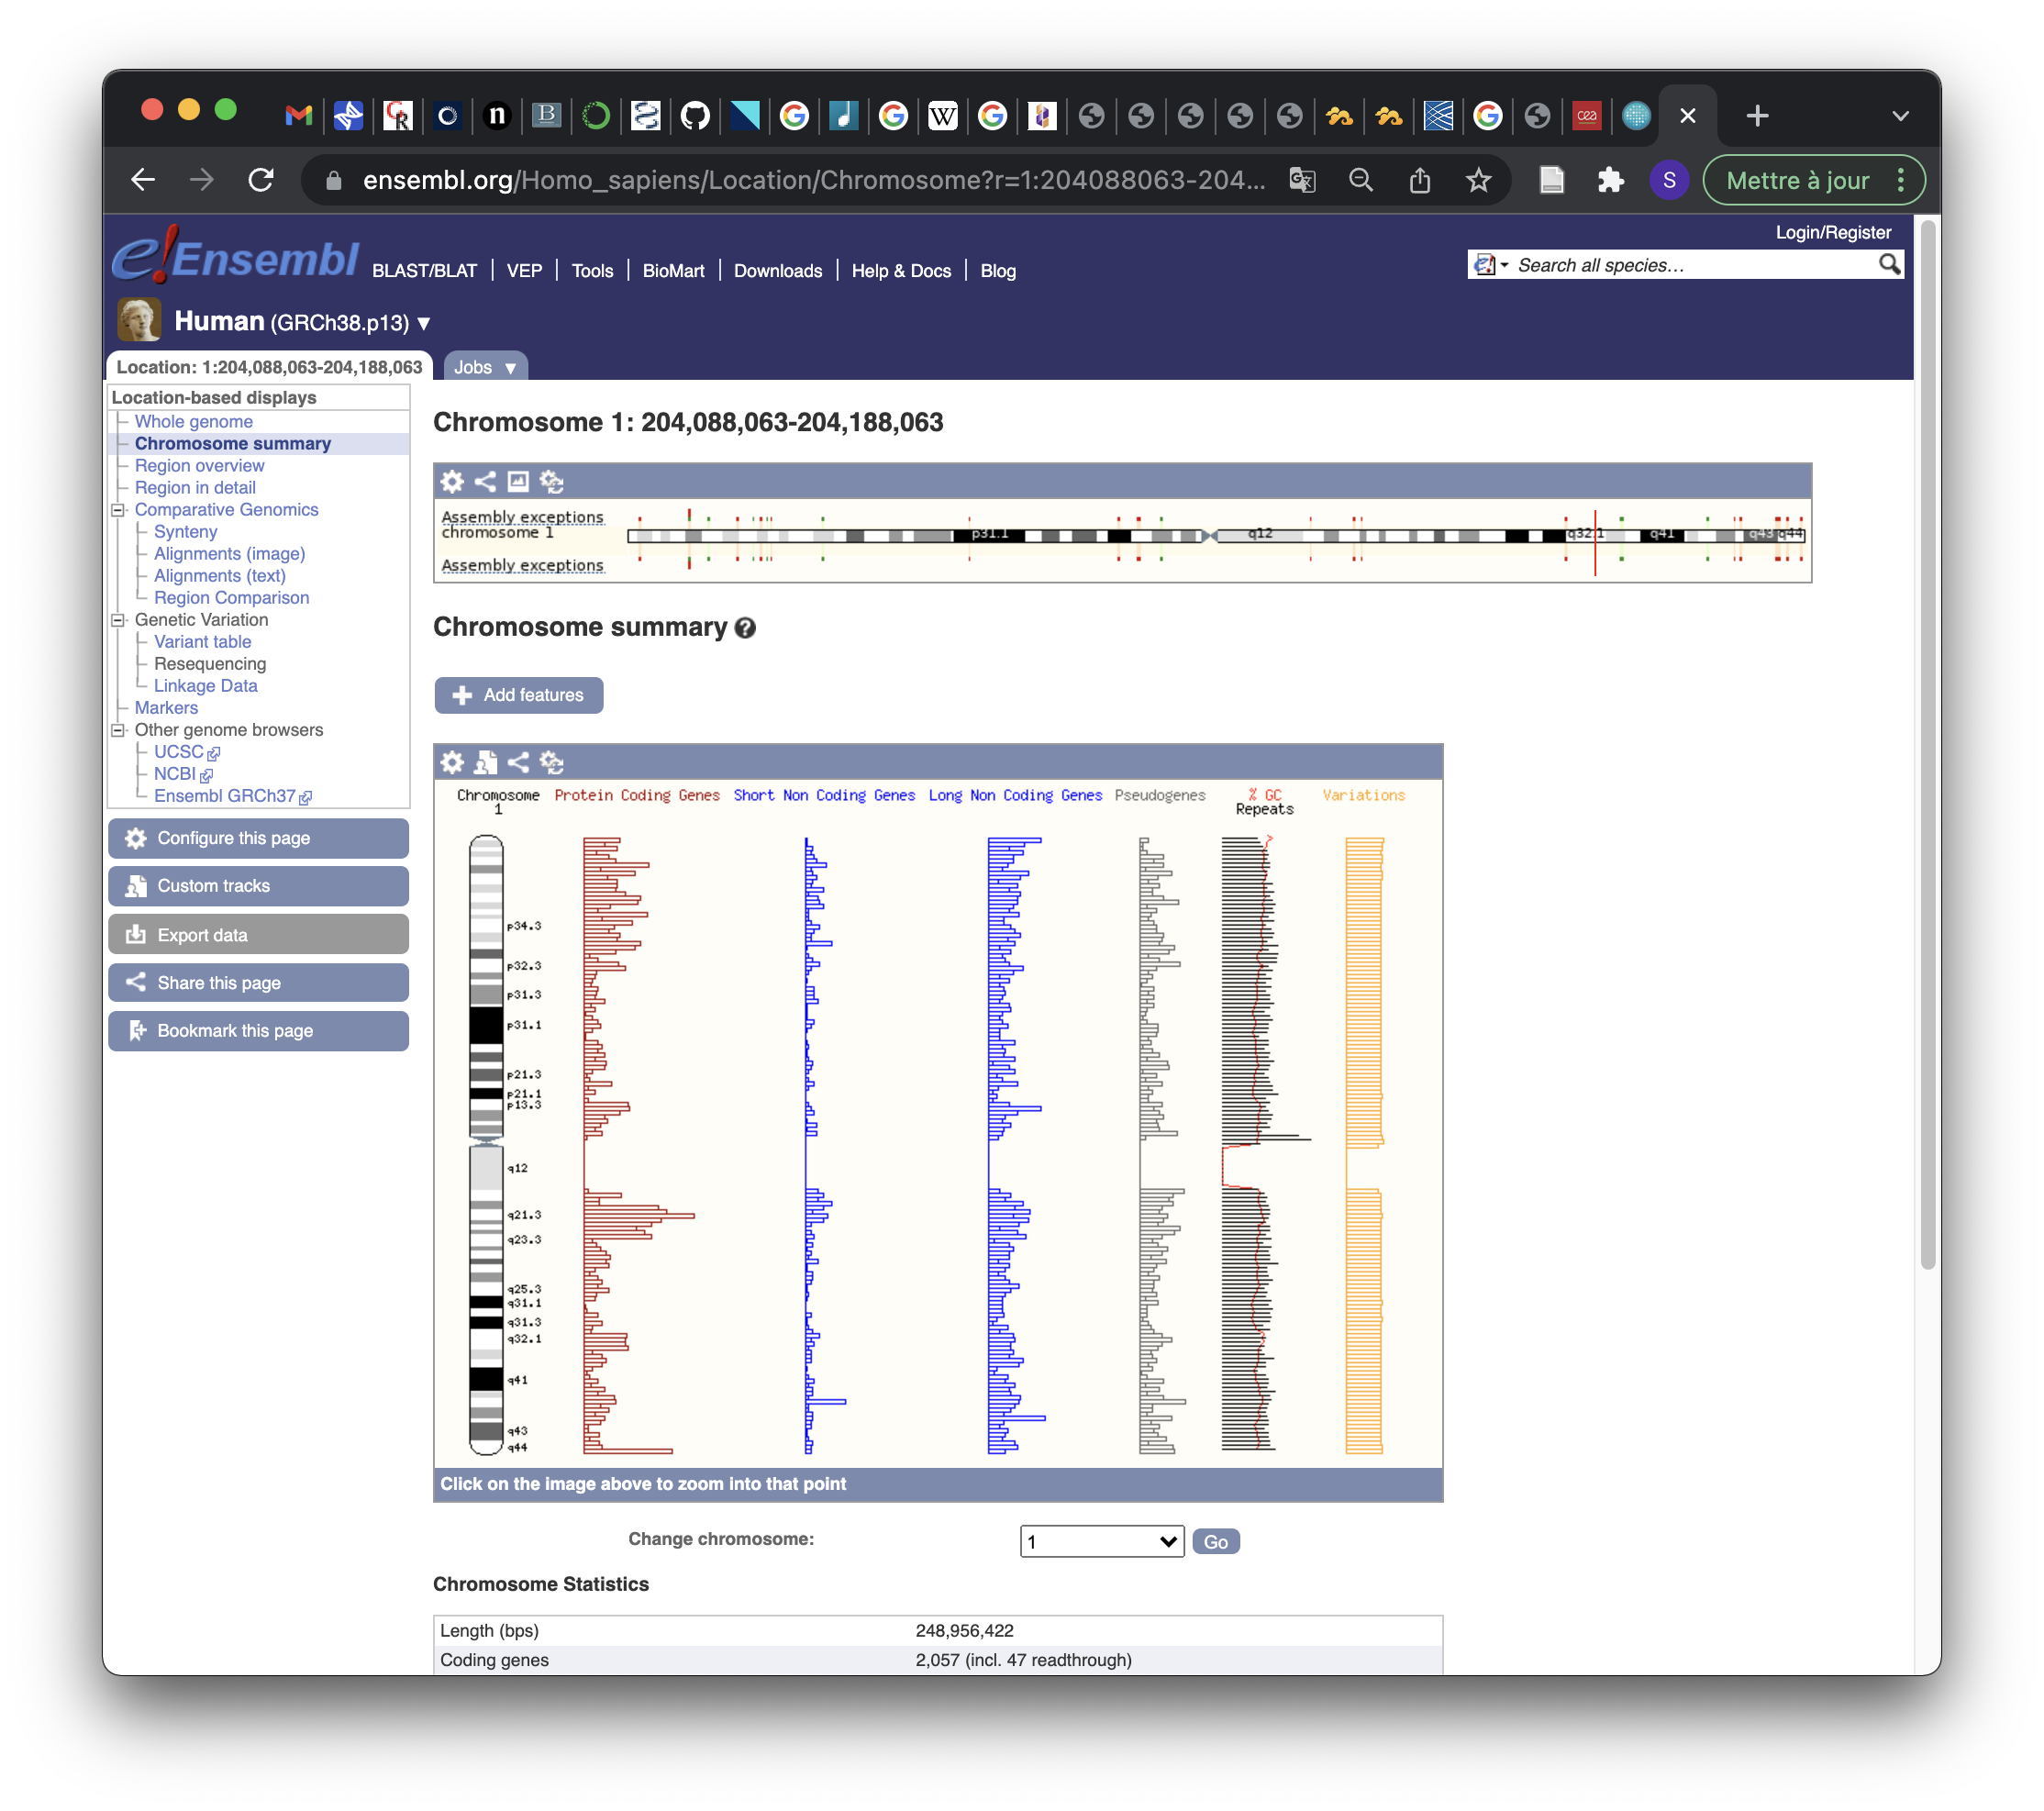 ensembl.org/Homo_sapiens/Location/Chromosome?r=1:204088063-204...
S
Mettre à jour
Login/Register
e!Ensembl
BLAST/BLAT | VEP | Tools | BioMart | Downloads | Help & Docs | Blog
Search all species...
Human (GRCh38.p13) ▼
Location: 1:204,088,063-204,188,063
Jobs ▼
Location-based displays
Whole genome
Chromosome summary
Region overview
Region in detail
Comparative Genomics
Synteny
Alignments (image)
Alignments (text)
Region Comparison
Genetic Variation
Variant table
Resequencing
Linkage Data
Markers
Other genome browsers
UCSC
NCBI
Ensembl GRCh37
Configure this page
Custom tracks
Export data
Share this page
Bookmark this page
Chromosome 1: 204,088,063-204,188,063
Assembly exceptions
chromosome 1
p31.1 q12 q32.1 q41 q43 q44
Assembly exceptions
Chromosome summary
Add features
Chromosome 1
Protein Coding Genes
Short Non Coding Genes
Long Non Coding Genes
Pseudogenes
% GC
Repeats
Variations
p34.3
p32.3
p31.3
p31.1
p21.3
p21.1
p13.3
q12
q21.3
q23.3
q25.3
q31.1
q31.3
q32.1
q41
q43
q44
Click on the image above to zoom into that point
Change chromosome:
1
Go
Chromosome Statistics
Length (bps) 248,956,422
Coding genes 2,057 (incl. 47 readthrough)